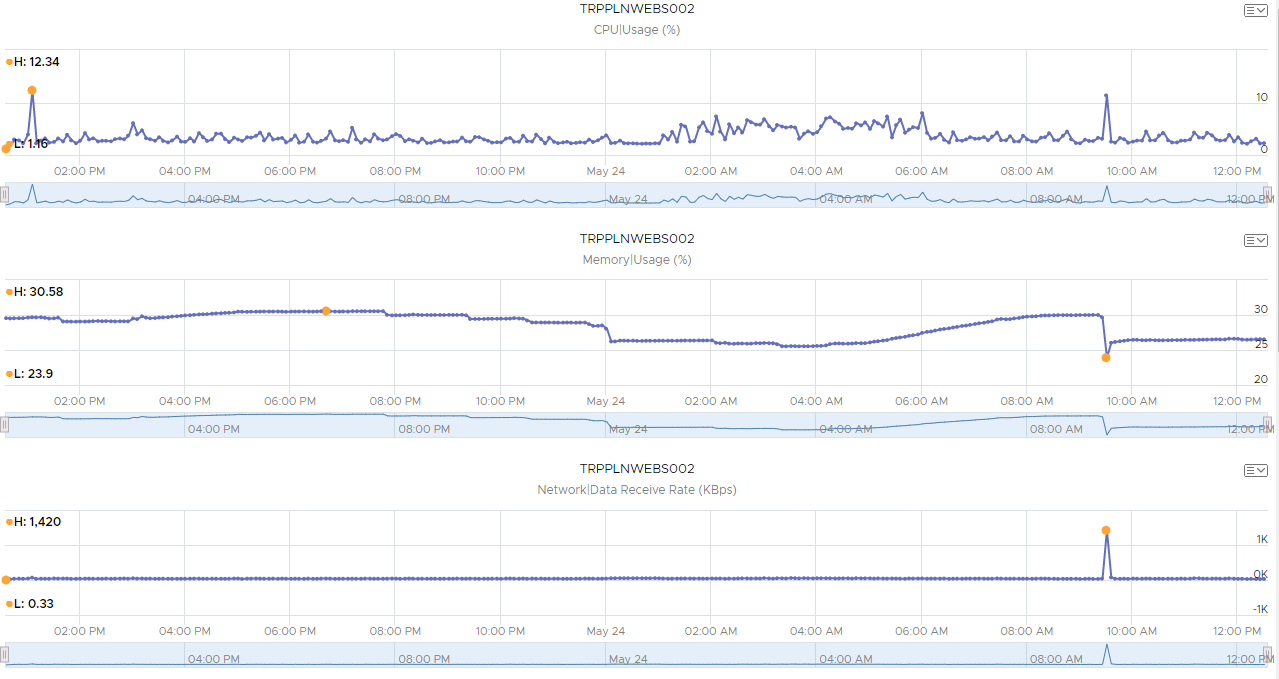 TRPPLNWEBS002
CPU|Usage (%)
H: 12.34
10
L: 1.16
0
02:00 PM 04:00 PM 06:00 PM 08:00 PM 10:00 PM May 24 02:00 AM 04:00 AM 06:00 AM 08:00 AM 10:00 AM 12:00 PM
04:00 PM 08:00 PM May 24 04:00 AM 08:00 AM 12:00 PM
TRPPLNWEBS002
Memory|Usage (%)
H: 30.58
30
25
L: 23.9
20
02:00 PM 04:00 PM 06:00 PM 08:00 PM 10:00 PM May 24 02:00 AM 04:00 AM 06:00 AM 08:00 AM 10:00 AM 12:00 PM
04:00 PM 08:00 PM May 24 04:00 AM 08:00 AM 12:00 PM
TRPPLNWEBS002
Network|Data Receive Rate (KBps)
H: 1,420
1K
0K
L: 0.33
-1K
02:00 PM 04:00 PM 06:00 PM 08:00 PM 10:00 PM May 24 02:00 AM 04:00 AM 06:00 AM 08:00 AM 10:00 AM 12:00 PM
04:00 PM 08:00 PM May 24 04:00 AM 08:00 AM 12:00 PM